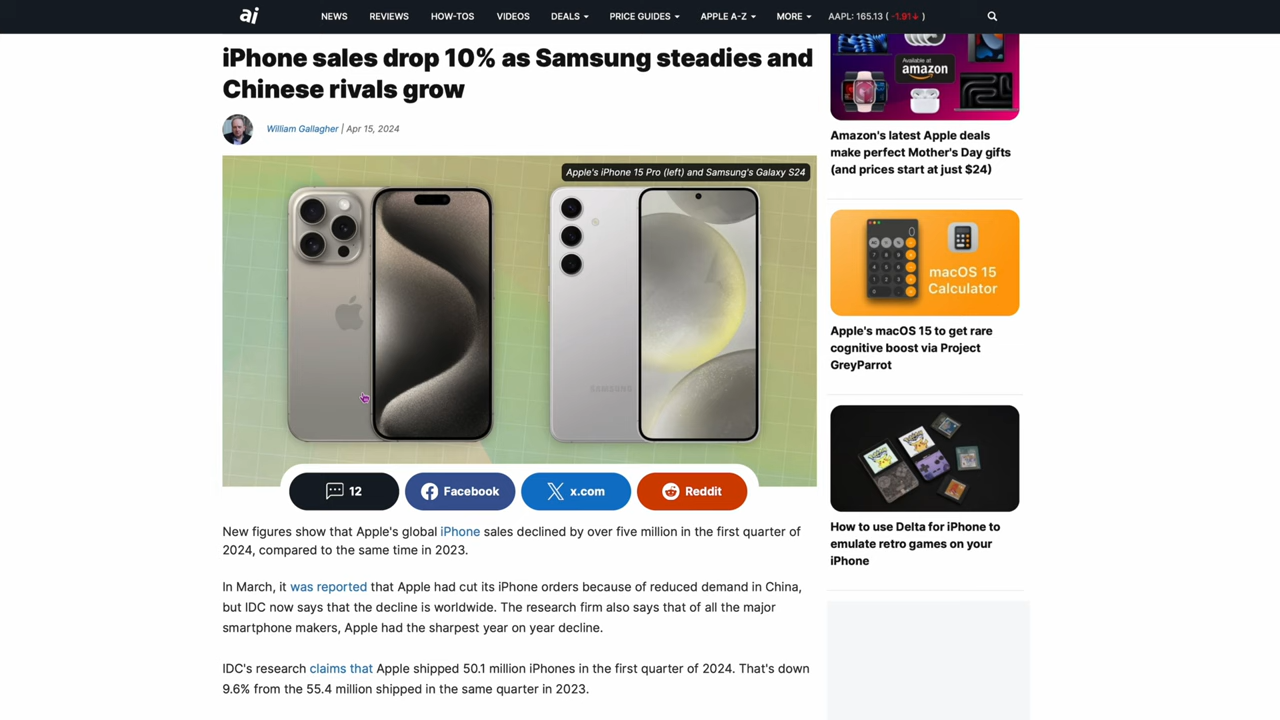 ai NEWS REVIEWS HOW-TOS VIDEOS DEALS PRICE GUIDES APPLE A-Z MORE AAPL: 165.13 ( -1.91↓ )
iPhone sales drop 10% as Samsung steadies and
Chinese rivals grow
William Gallagher | Apr 15, 2024
Apple's iPhone 15 Pro (left) and Samsung's Galaxy S24
SAMSUNG
12
Facebook
x.com
Reddit
New figures show that Apple's global iPhone sales declined by over five million in the first quarter of
2024, compared to the same time in 2023.
In March, it was reported that Apple had cut its iPhone orders because of reduced demand in China,
but IDC now says that the decline is worldwide. The research firm also says that of all the major
smartphone makers, Apple had the sharpest year on year decline.
IDC's research claims that Apple shipped 50.1 million iPhones in the first quarter of 2024. That's down
9.6% from the 55.4 million shipped in the same quarter in 2023.
Available at
amazon
Amazon's latest Apple deals
make perfect Mother's Day gifts
(and prices start at just $24)
macOS 15
Calculator
Apple's macOS 15 to get rare
cognitive boost via Project
GreyParrot
How to use Delta for iPhone to
emulate retro games on your
iPhone